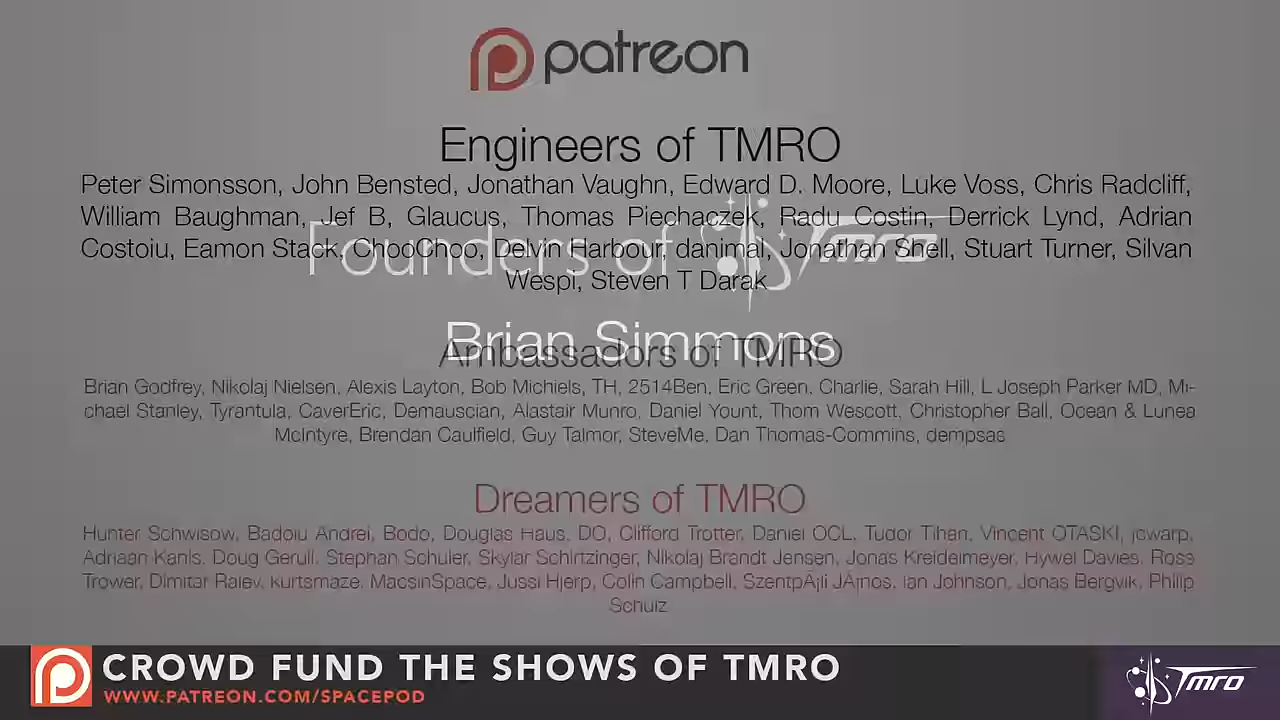 patreon
Engineers of TMRO
Peter Simonsson, John Bensted, Jonathan Vaughn, Edward D. Moore, Luke Voss, Chris Radcliff,
William Baughman, Jef B, Glaucus, Thomas Piechaczek, Radu Costin, Derrick Lynd, Adrian
Founders of TMRO
Costoiu, Eamon Stack, ChooChoo, Delvin Harbour, danimal, Jonathan Shell, Stuart Turner, Silvan
Wespi, Steven T Darak
Brian Simmons
Ambassadors of TMRO
Brian Godfrey, Nikolaj Nielsen, Alexis Layton, Bob Michiels, TH, 2514Ben, Eric Green, Charlie, Sarah Hill, L Joseph Parker MD, Mi-
chael Stanley, Tyrantula, CaverEric, Demauscian, Alastair Munro, Daniel Yount, Thom Wescott, Christopher Ball, Ocean & Lunea
McIntyre, Brendan Caulfield, Guy Talmor, SteveMe, Dan Thomas-Commins, dempsas
Dreamers of TMRO
Hunter Schwisow, Badoiu Andrei, Bodo, Douglas Haus, DO, Clifford Trotter, Daniel OCL, Tudor Tihan, Vincent OTASKI, jcwarp,
Adriaan Kanis, Doug Gerull, Stephan Schuler, Skylar Schirtzinger, Nikolaj Brandt Jensen, Jonas Kreidelmeyer, Hywel Davies, Ross
Trower, Dimitar Ralev, kurtsmaze, MacsinSpace, Jussi Hjerp, Colin Campbell, Ian Johnson, Jonas Bergvik, Philip
Schulz
CROWD FUND THE SHOWS OF TMRO
WWW.PATREON.COM/SPACEPOD
TMRO